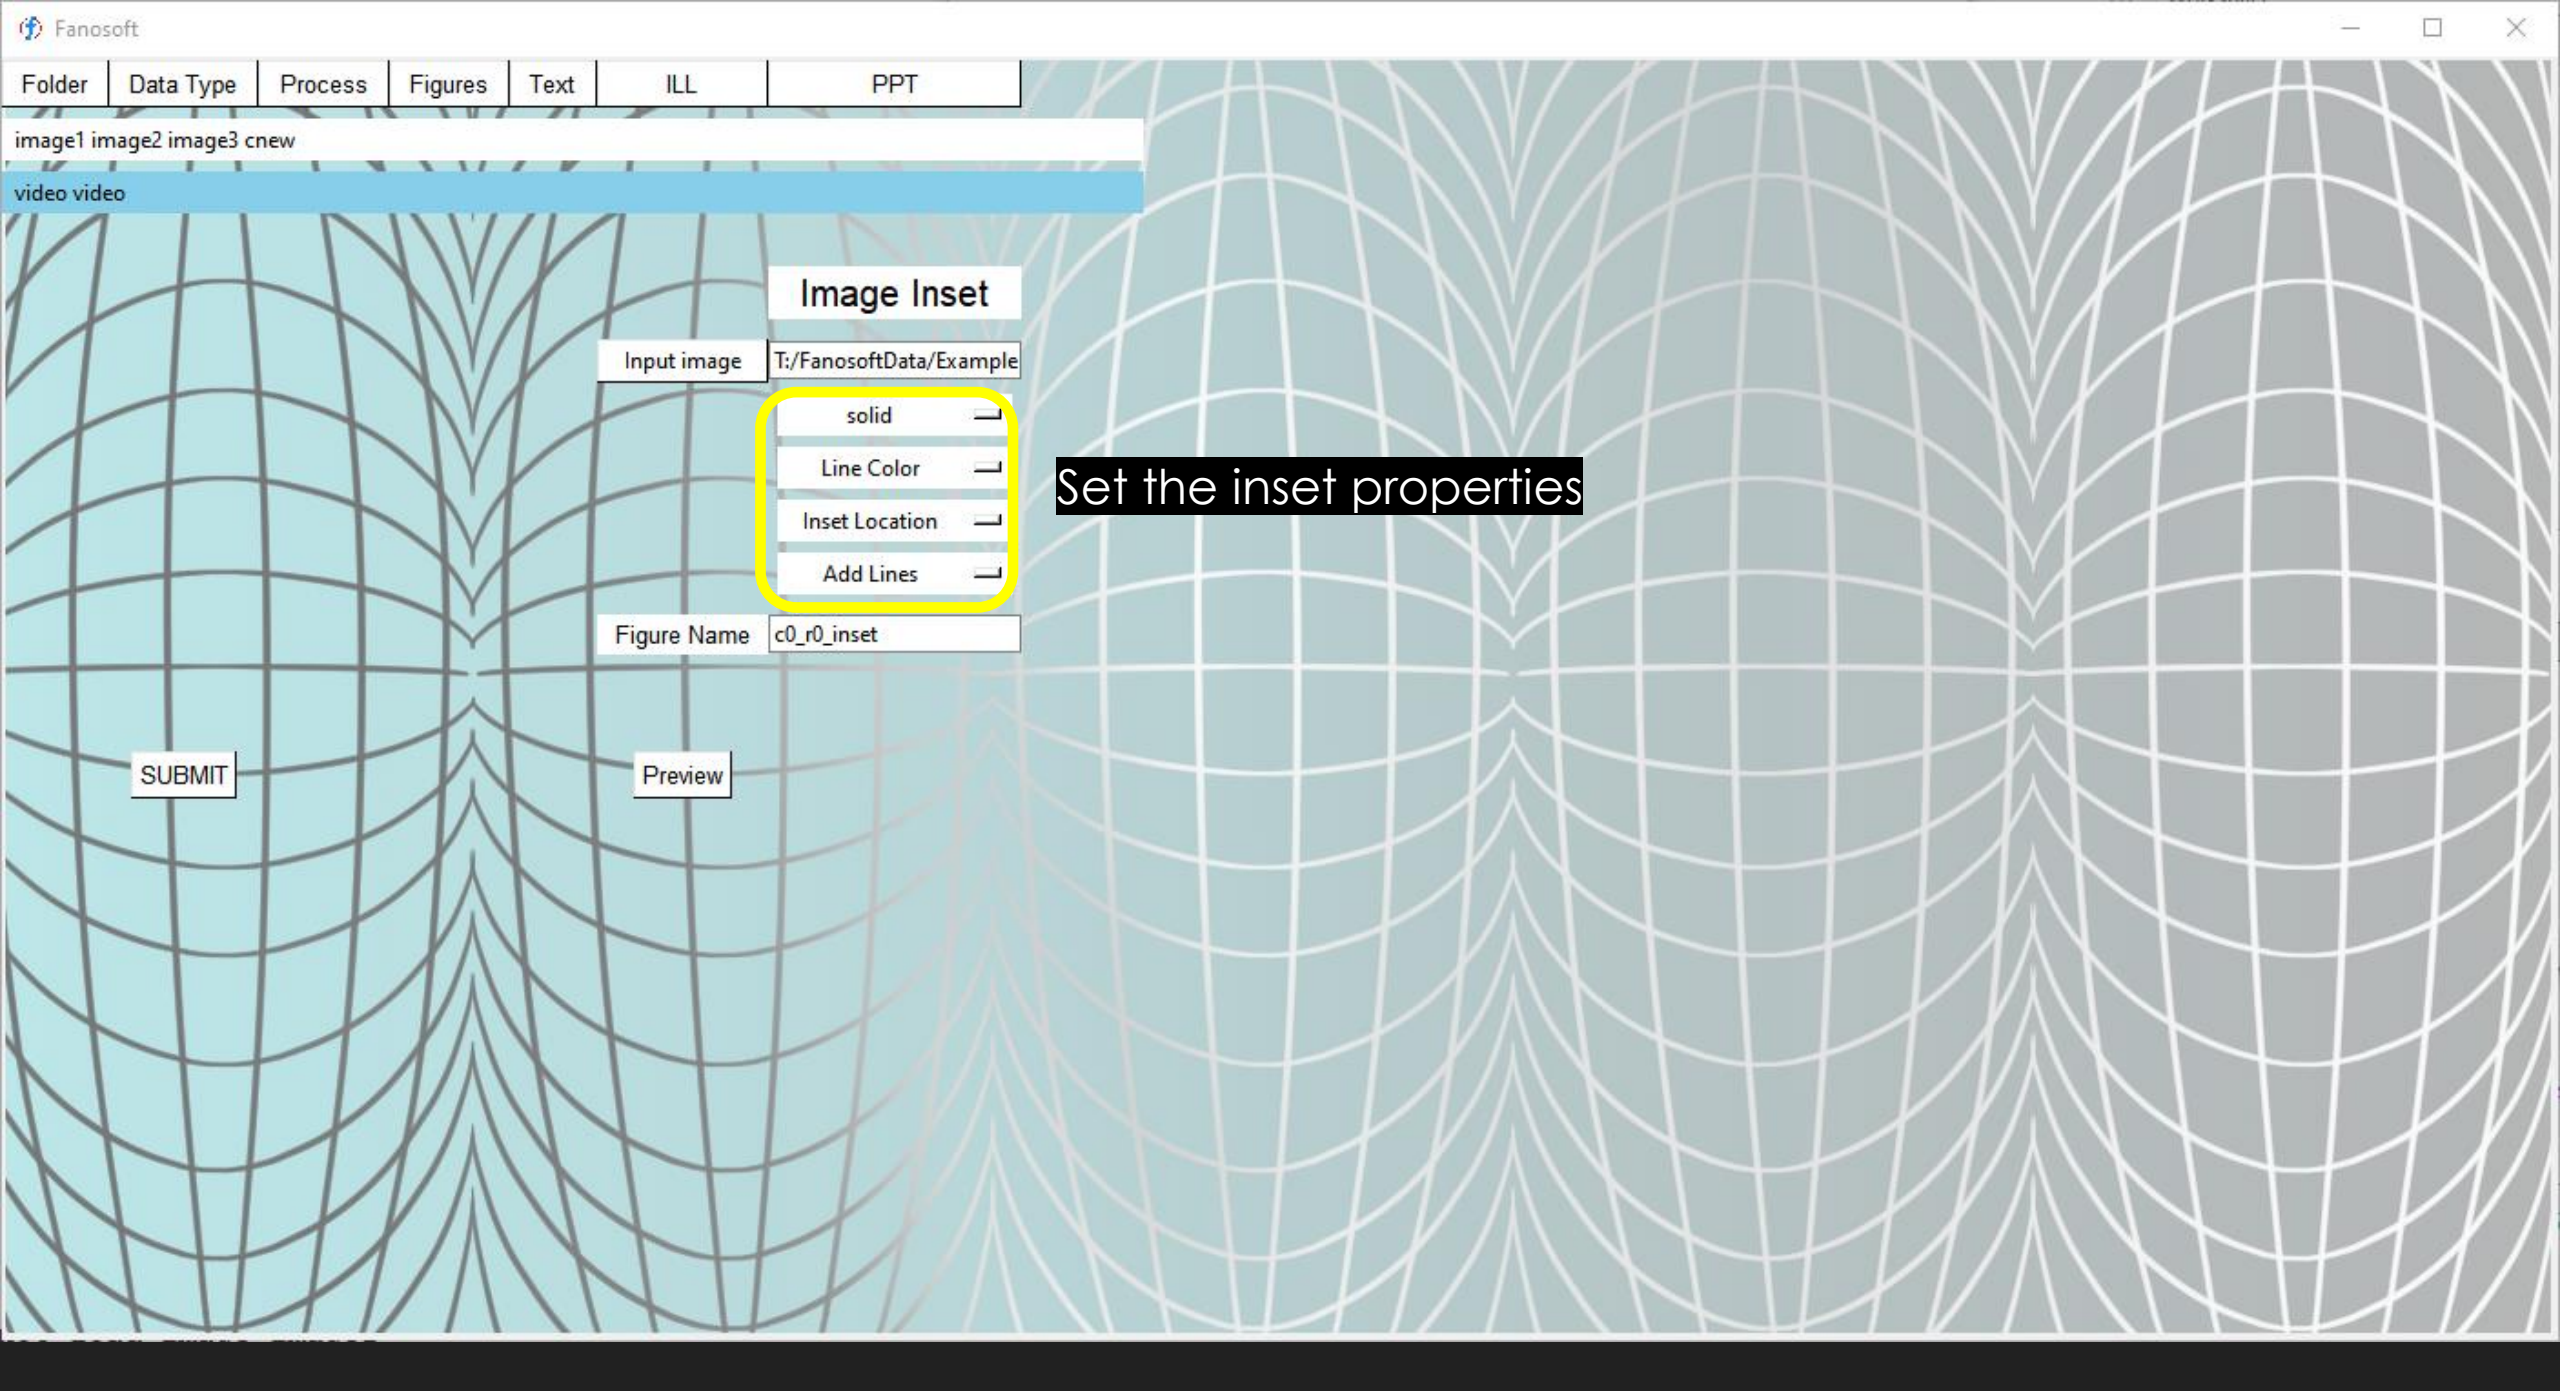 Fanosoft
Folder Data Type Process Figures Text ILL PPT
image1 image2 image3 cnew
video video
Image Inset
Input image T:/FanosoftData/Example
solid
Line Color
Set the inset properties
Inset Location
Add Lines
Figure Name c0_r0_inset
SUBMIT Preview